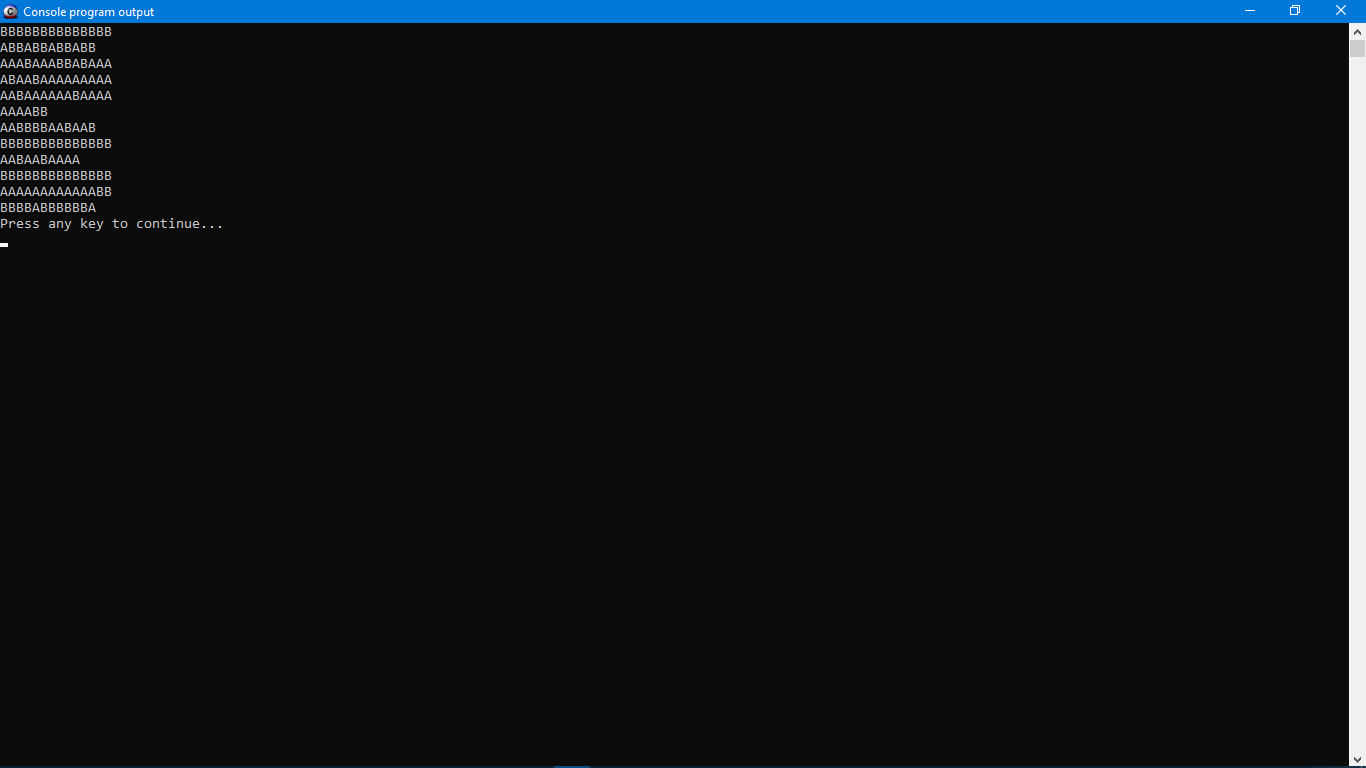 Console program output
BBBBBBBBBBBBBB
ABBABBABBABB
AAABAAABBABAAA
ABAABAAAAAAAAA
AABAAAAAABAAAA
AAAABB
AABBBBAABAAB
BBBBBBBBBBBBBB
AABAABAAAA
BBBBBBBBBBBBBB
AAAAAAAAAAAABB
BBBBABBBBBBA
Press any key to continue...